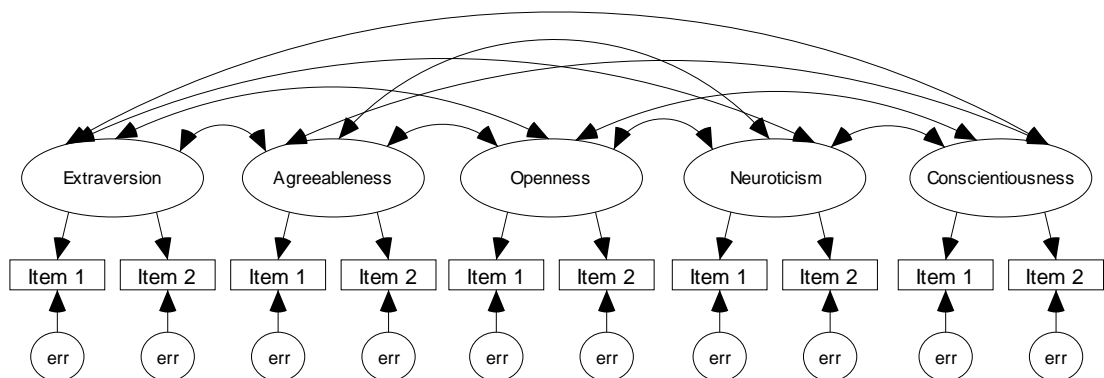 Extraversion Agreeableness Openness Neuroticism Conscientiousness
Item 1 Item 2 Item 1 Item 2 Item 1 Item 2 Item 1 Item 2 Item 1 Item 2
err err err err err err err err err err